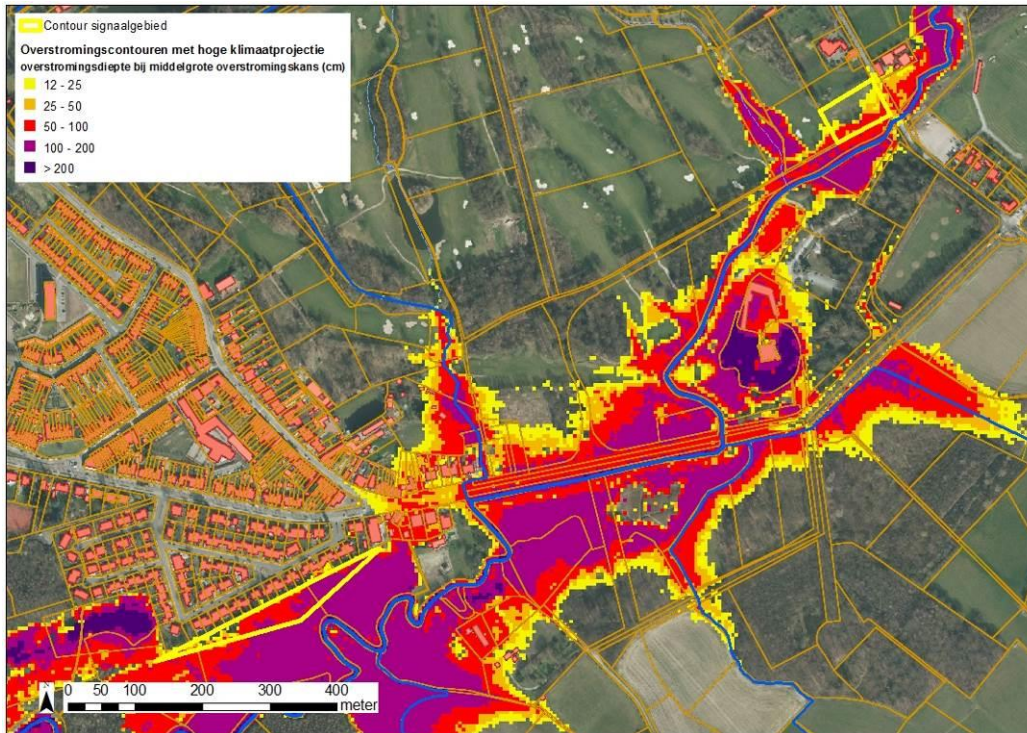 Contour signaalgebied
Overstromingscontouren met hoge klimaatprojectie
overstromingsdiepte bij middelgrote overstromingskans (cm)
12 - 25
25 - 50
50 - 100
100 - 200
> 200
0 50 100 200 300 400
meter